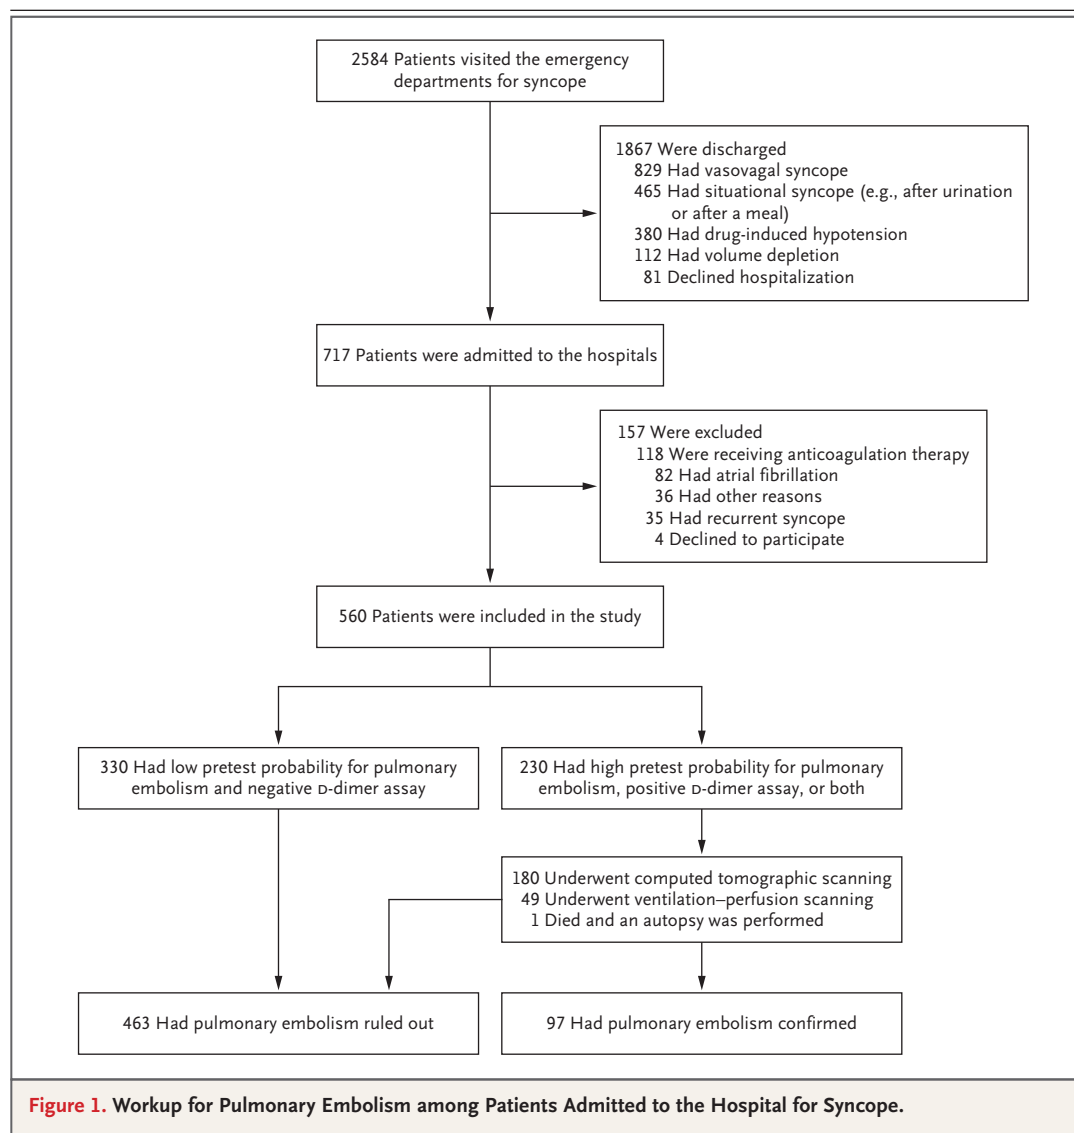 2584 Patients visited the emergency
departments for syncope
1867 Were discharged
829 Had vasovagal syncope
465 Had situational syncope (e.g., after urination
or after a meal)
380 Had drug-induced hypotension
112 Had volume depletion
81 Declined hospitalization
717 Patients were admitted to the hospitals
157 Were excluded
118 Were receiving anticoagulation therapy
82 Had atrial fibrillation
36 Had other reasons
35 Had recurrent syncope
4 Declined to participate
560 Patients were included in the study
330 Had low pretest probability for pulmonary
embolism and negative D-dimer assay
230 Had high pretest probability for pulmonary
embolism, positive D-dimer assay, or both
180 Underwent computed tomographic scanning
49 Underwent ventilation–perfusion scanning
1 Died and an autopsy was performed
463 Had pulmonary embolism ruled out
97 Had pulmonary embolism confirmed
Figure 1. Workup for Pulmonary Embolism among Patients Admitted to the Hospital for Syncope.